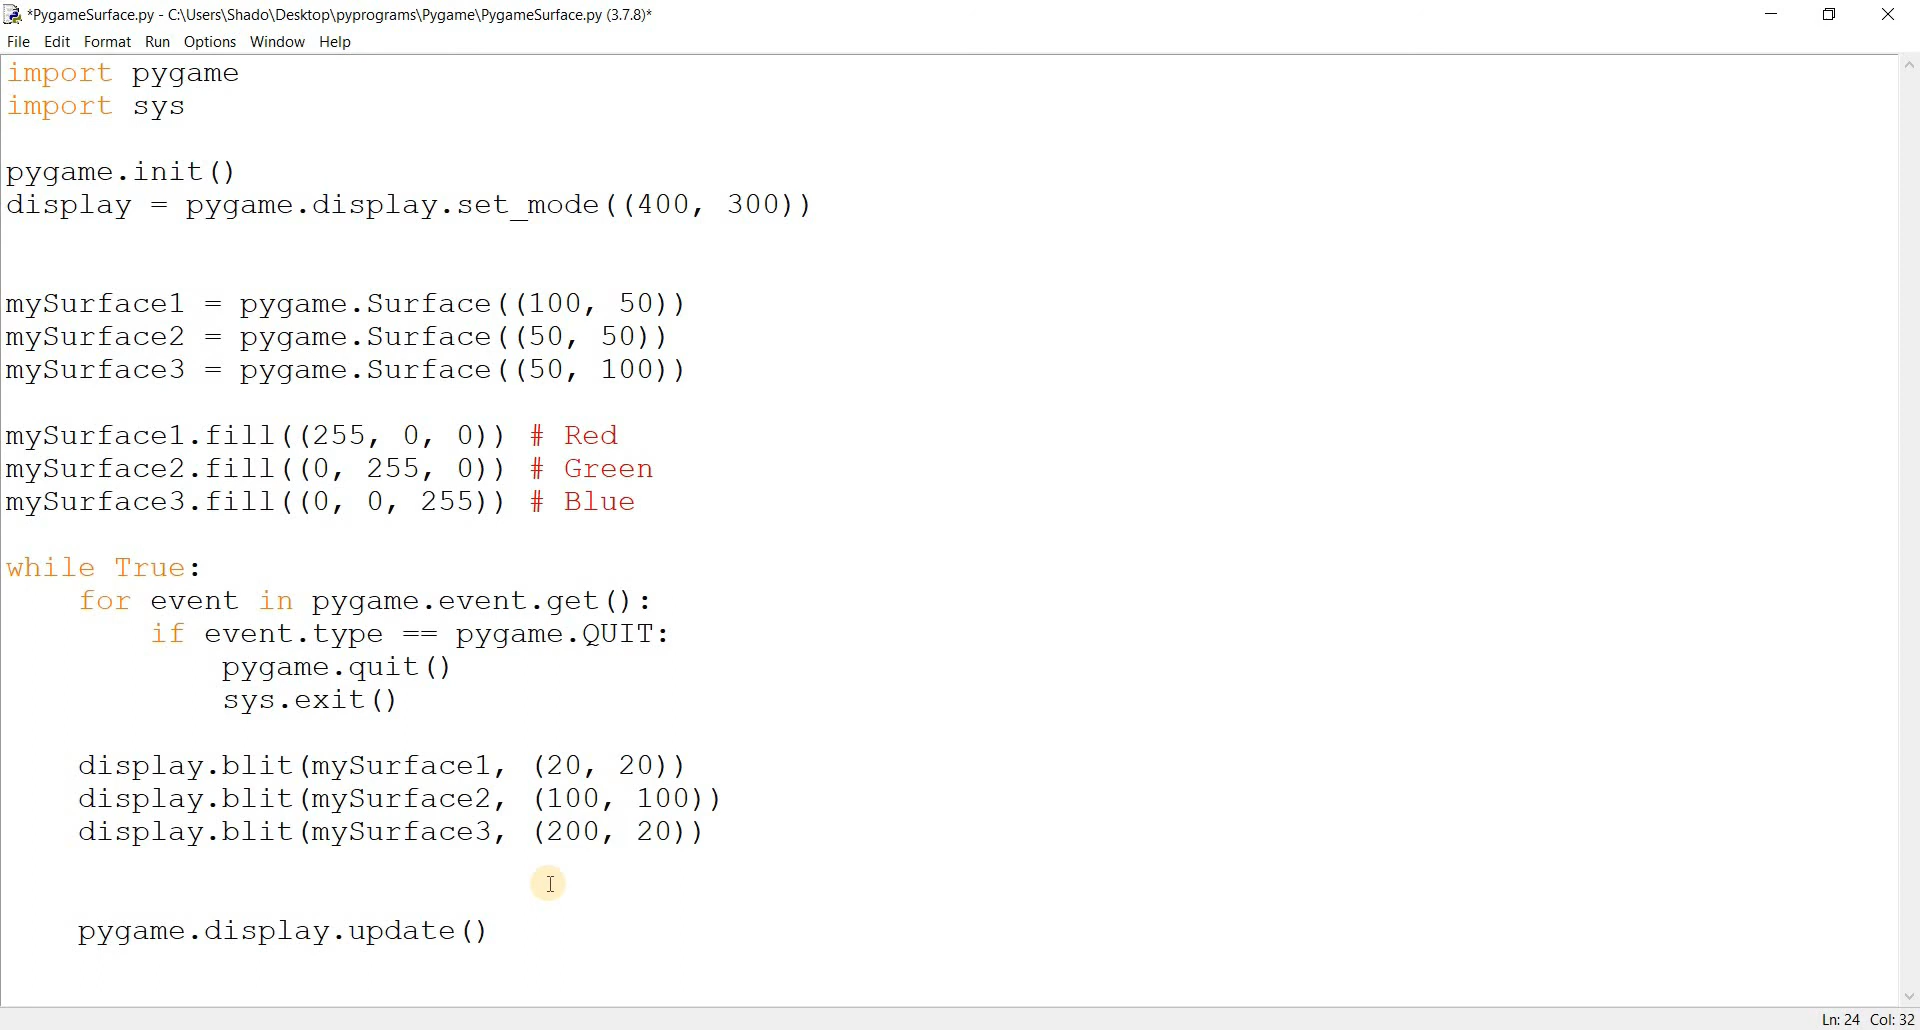 *PygameSurface.py - C:\Users\Shado\Desktop\pyprograms\Pygame\PygameSurface.py (3.7.8)*
File Edit Format Run Options Window Help
import pygame
import sys

pygame.init()
display = pygame.display.set_mode((400, 300))


mySurface1 = pygame.Surface((100, 50))
mySurface2 = pygame.Surface((50, 50))
mySurface3 = pygame.Surface((50, 100))

mySurface1.fill((255, 0, 0)) # Red
mySurface2.fill((0, 255, 0)) # Green
mySurface3.fill((0, 0, 255)) # Blue

while True:
    for event in pygame.event.get():
        if event.type == pygame.QUIT:
            pygame.quit()
            sys.exit()

    display.blit(mySurface1, (20, 20))
    display.blit(mySurface2, (100, 100))
    display.blit(mySurface3, (200, 20))


    pygame.display.update()
Ln: 24 Col: 32